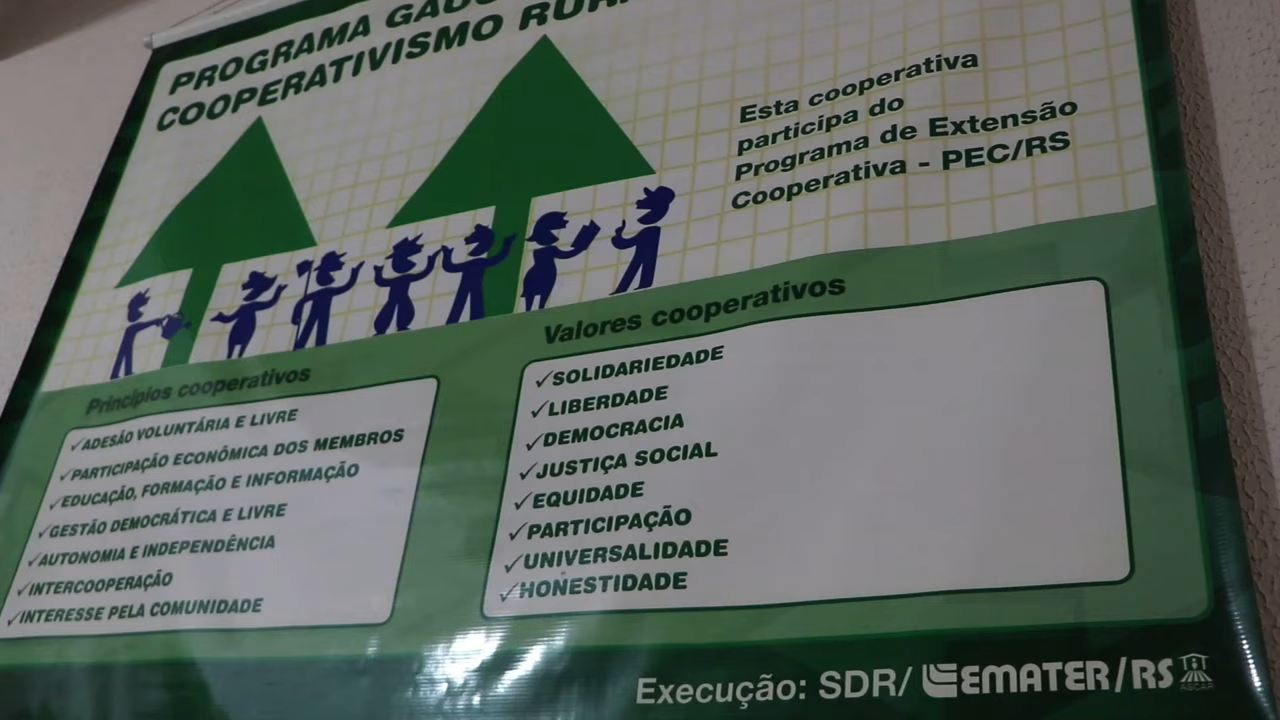 PROGRAMA
COOPERATIVISMO
Esta cooperativa
participa do
Programa de Extensão
Cooperativa - PEC/RS
Princípios cooperativos
✓ADESÃO VOLUNTÁRIA E LIVRE
✓PARTICIPAÇÃO ECONÔMICA DOS MEMBROS
✓EDUCAÇÃO, FORMAÇÃO E INFORMAÇÃO
✓GESTÃO DEMOCRÁTICA E LIVRE
✓AUTONOMIA E INDEPENDÊNCIA
✓INTERCOOPERAÇÃO
✓INTERESSE PELA COMUNIDADE
Valores cooperativos
✓SOLIDARIEDADE
✓LIBERDADE
✓DEMOCRACIA
✓JUSTIÇA SOCIAL
✓EQUIDADE
✓PARTICIPAÇÃO
✓UNIVERSALIDADE
✓HONESTIDADE
Execução: SDR/ EMATER/RS
ASCAR